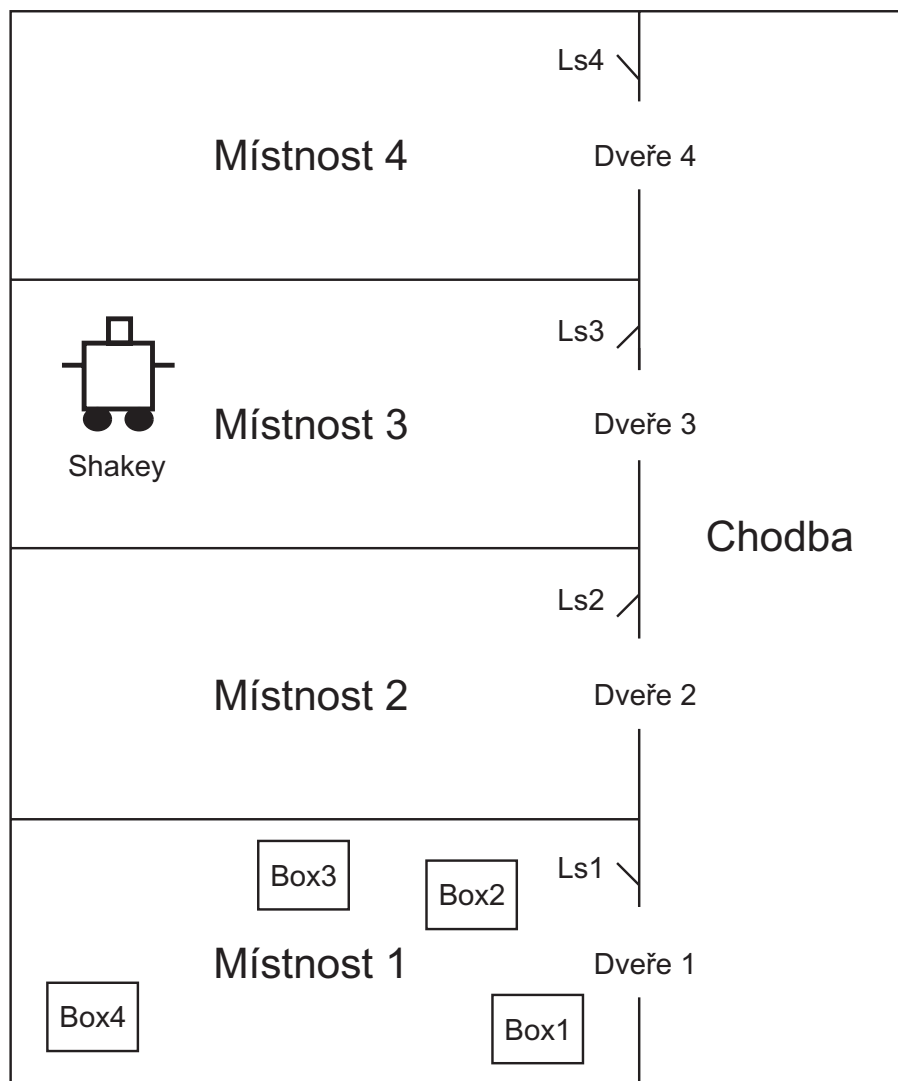 Ls4
Místnost 4
Dveře 4
Ls3
Místnost 3
Dveře 3
Shakey
Chodba
Ls2
Místnost 2
Dveře 2
Box3
Ls1
Box2
Místnost 1
Dveře 1
Box4
Box1